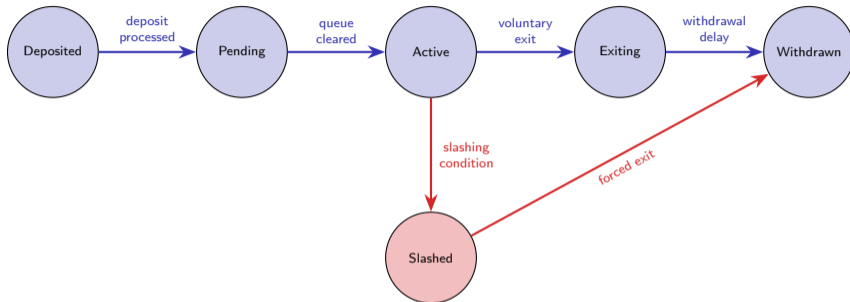 deposit
processed
queue
cleared
voluntary
exit
withdrawal
delay
Deposited
Pending
Active
Exiting
Withdrawn
slashing
condition
forced exit
Slashed